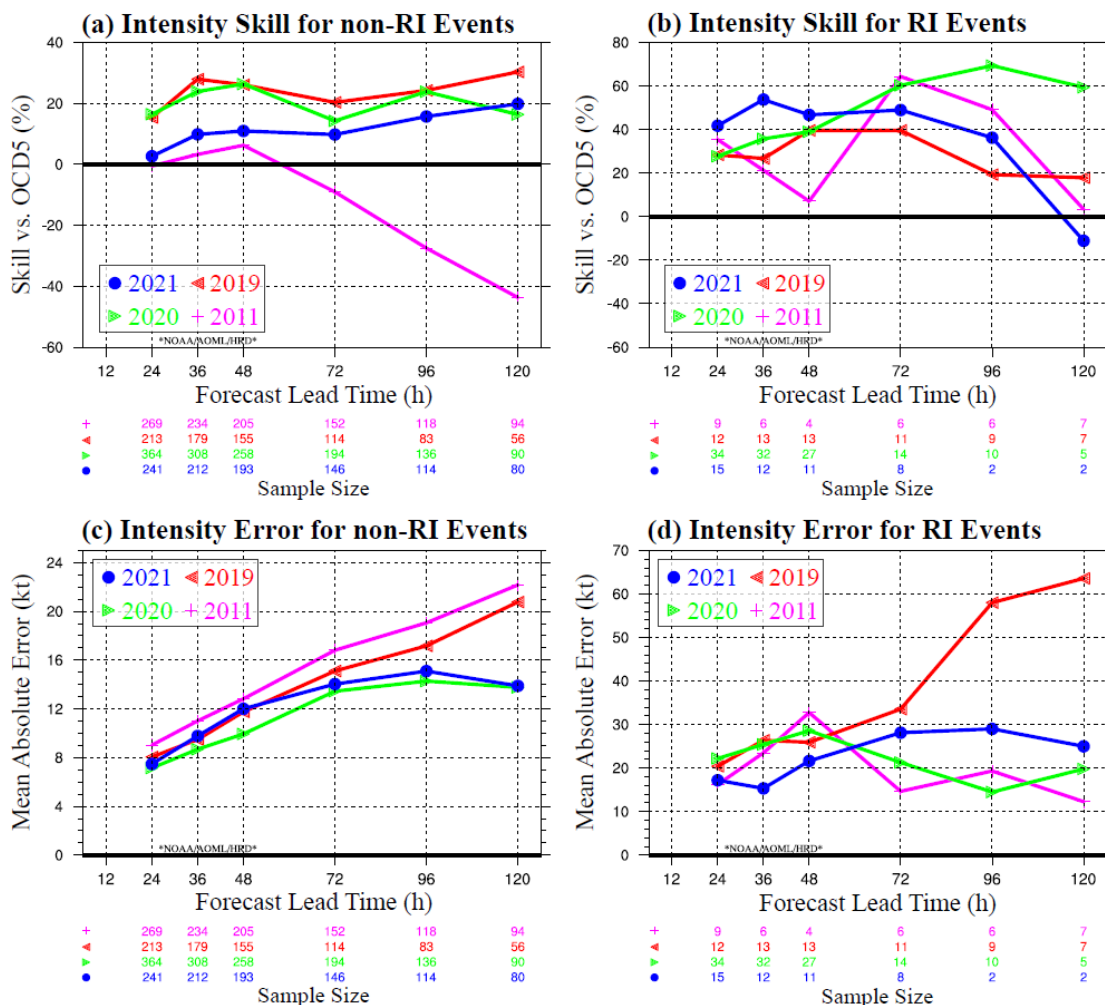 (a) Intensity Skill for non-RI Events
Skill vs. OCD5 (%)
40
20
0
-20
-40
-60
2021
2019
2020
2011
*NOAA/AOML/HRD*
12 24 36 48 72 96 120
Forecast Lead Time (h)
269 234 205 152 118 94
213 179 155 114 83 56
364 308 258 194 136 90
241 212 193 146 114 80
Sample Size
(b) Intensity Skill for RI Events
Skill vs. OCD5 (%)
80
60
40
20
0
-20
-40
-60
2021
2019
2020
2011
*NOAA/AOML/HRD*
12 24 36 48 72 96 120
Forecast Lead Time (h)
9 6 4 6 6 7
12 13 13 11 9 7
34 32 27 14 10 5
15 12 11 8 2 2
Sample Size
(c) Intensity Error for non-RI Events
Mean Absolute Error (kt)
24
20
16
12
8
4
0
2021
2019
2020
2011
*NOAA/AOML/HRD*
12 24 36 48 72 96 120
Forecast Lead Time (h)
269 234 205 152 118 94
213 179 155 114 83 56
364 308 258 194 136 90
241 212 193 146 114 80
Sample Size
(d) Intensity Error for RI Events
Mean Absolute Error (kt)
70
60
50
40
30
20
10
0
2021
2019
2020
2011
*NOAA/AOML/HRD*
12 24 36 48 72 96 120
Forecast Lead Time (h)
9 6 4 6 6 7
12 13 13 11 9 7
34 32 27 14 10 5
15 12 11 8 2 2
Sample Size